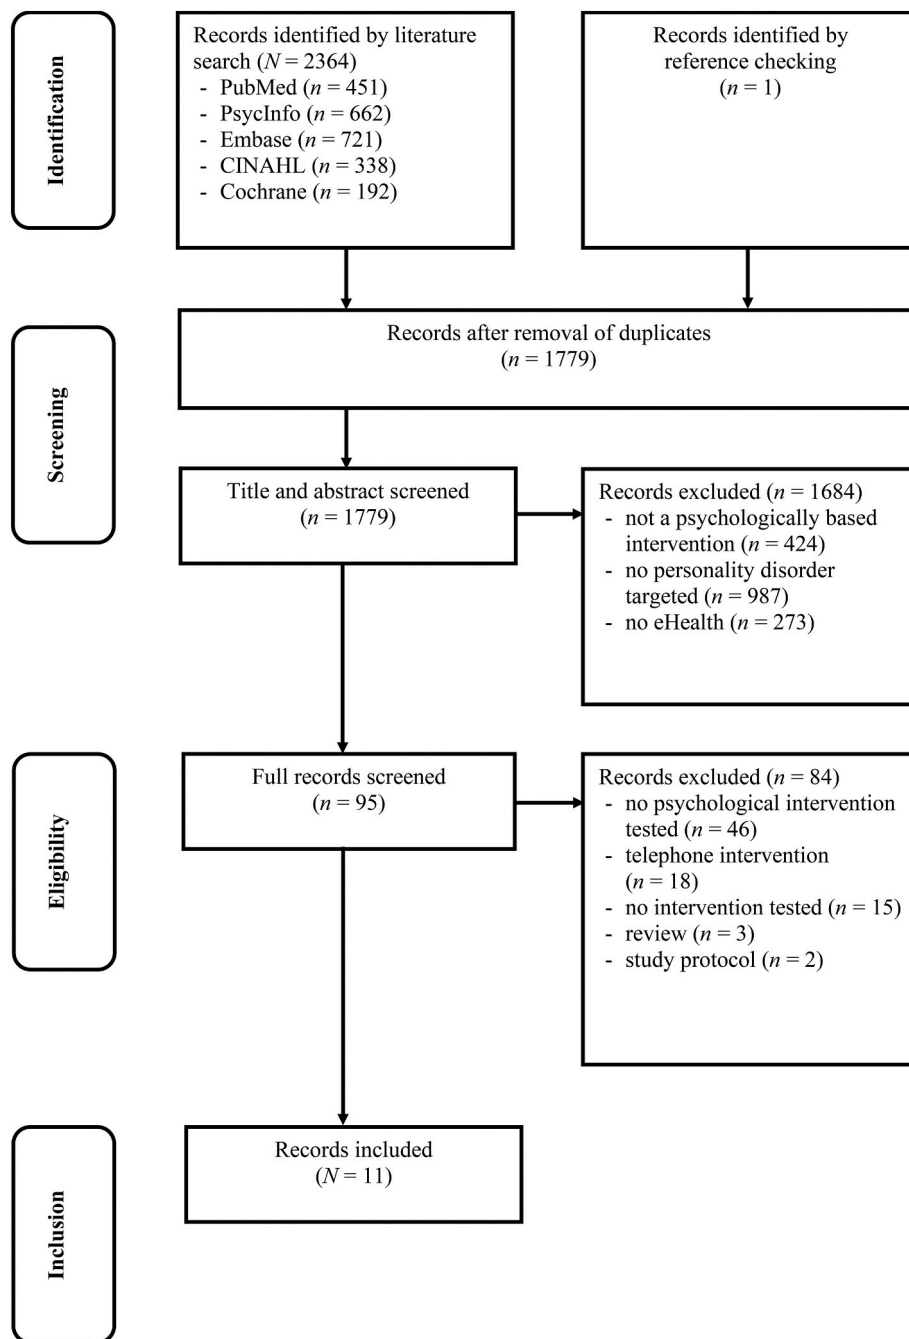 Identification
Records identified by literature
search (N = 2364)
- PubMed (n = 451)
- PsycInfo (n = 662)
- Embase (n = 721)
- CINAHL (n = 338)
- Cochrane (n = 192)
Records identified by
reference checking
(n = 1)
Screening
Records after removal of duplicates
(n = 1779)
Title and abstract screened
(n = 1779)
Records excluded (n = 1684)
- not a psychologically based
intervention (n = 424)
- no personality disorder
targeted (n = 987)
- no eHealth (n = 273)
Eligibility
Full records screened
(n = 95)
Records excluded (n = 84)
- no psychological intervention
tested (n = 46)
- telephone intervention
(n = 18)
- no intervention tested (n = 15)
- review (n = 3)
- study protocol (n = 2)
Inclusion
Records included
(N = 11)